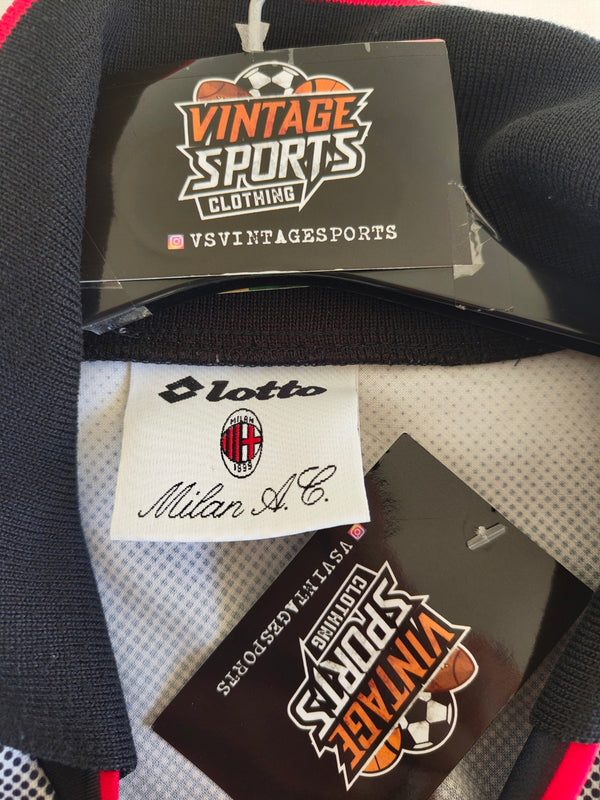 VINTAGE
SPORTS
CLOTHING
VSVINTAGESPORTS
lotto
MILAN
1899
Milan A.C.
VSVINTAGESPORTS
VINTAGE
SPORTS
CLOTHING